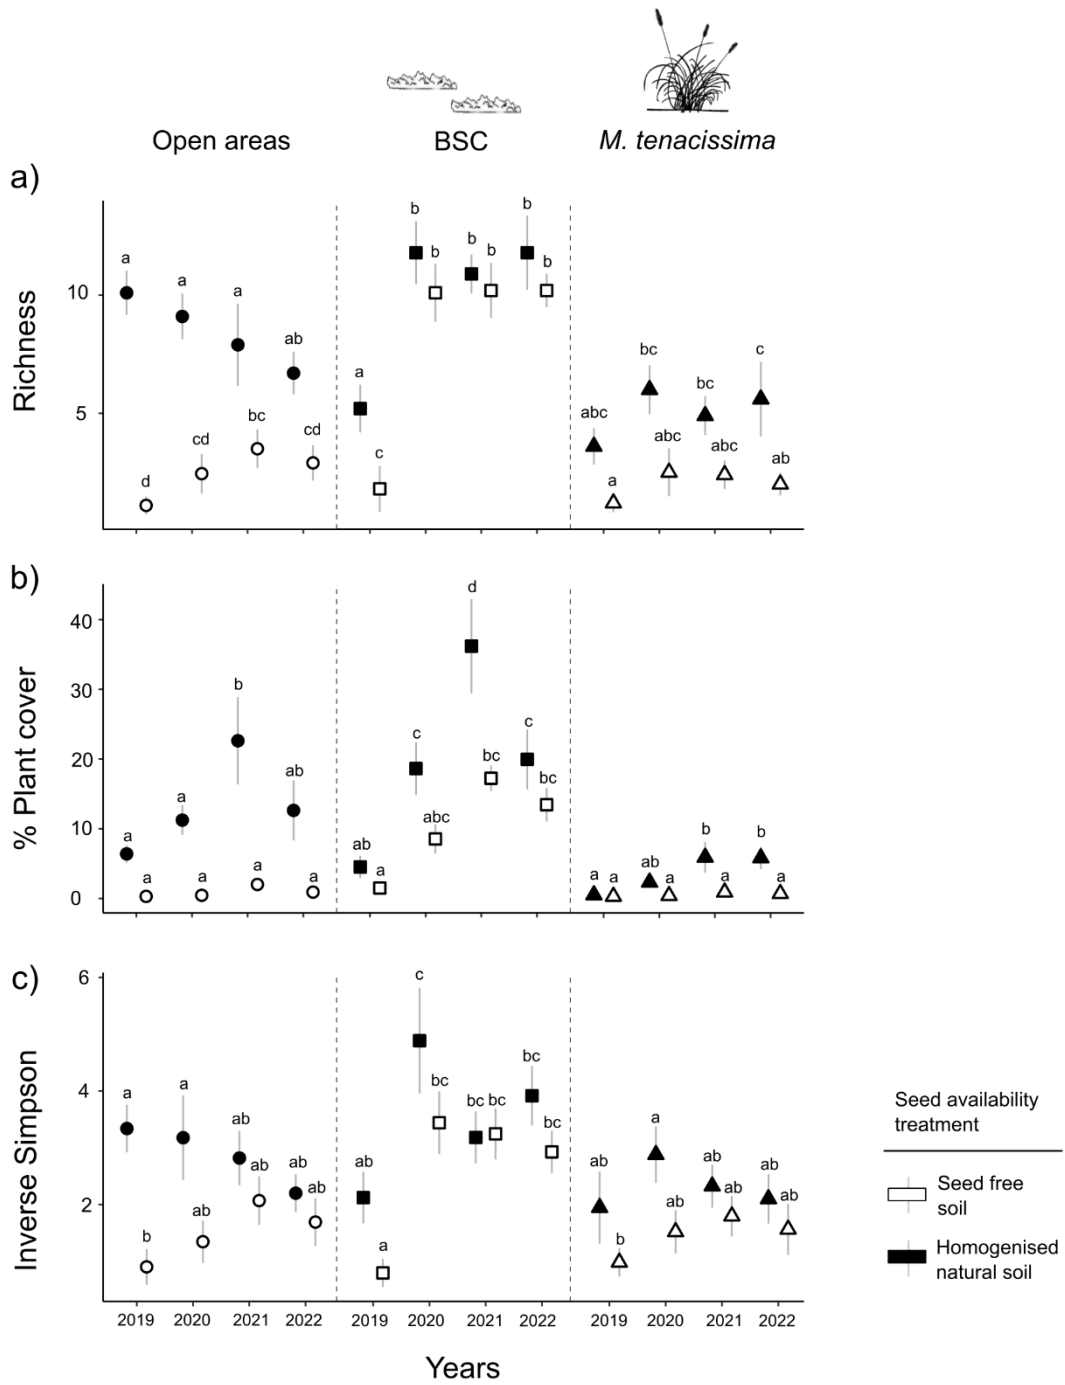 Open areas
BSC
M. tenacissima
a)
Richness
10
5
a
a
a
ab
d
cd
bc
cd
a
b
b
b
c
b
b
b
abc
bc
bc
c
a
abc
abc
ab
b)
% Plant cover
40
30
20
10
0
a
a
b
ab
a
a
a
a
ab
c
d
c
a
abc
bc
bc
a
ab
b
b
a
a
a
a
c)
Inverse Simpson
6
4
2
a
a
ab
ab
b
ab
ab
ab
ab
c
bc
bc
a
bc
bc
bc
ab
a
ab
ab
b
ab
ab
ab
2019 2020 2021 2022 2019 2020 2021 2022 2019 2020 2021 2022
Years
Seed availability
treatment
Seed free
soil
Homogenised
natural soil